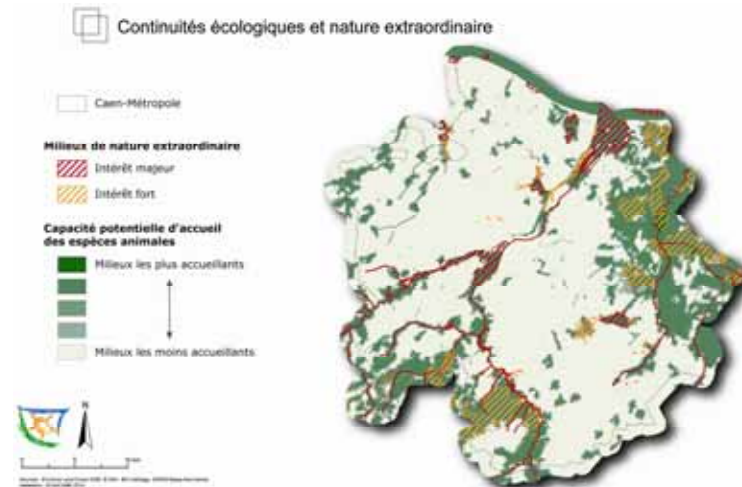 Continuités écologiques et nature extraordinaire
Caen-Métropole
Milieux de nature extraordinaire
Intérêt majeur
Intérêt fort
Capacité potentielle d'accueil
des espèces animales
Milieux les plus accueillants
Milieux les moins accueillants
N